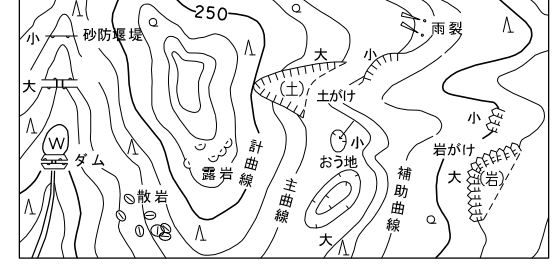 250
小
砂防堰堤
大
小
雨裂
大
(土)
土がけ
小
W
ダム
小
おう地
岩がけ
大
(岩)
露岩
計曲線
散岩
主曲線
補助曲線
大